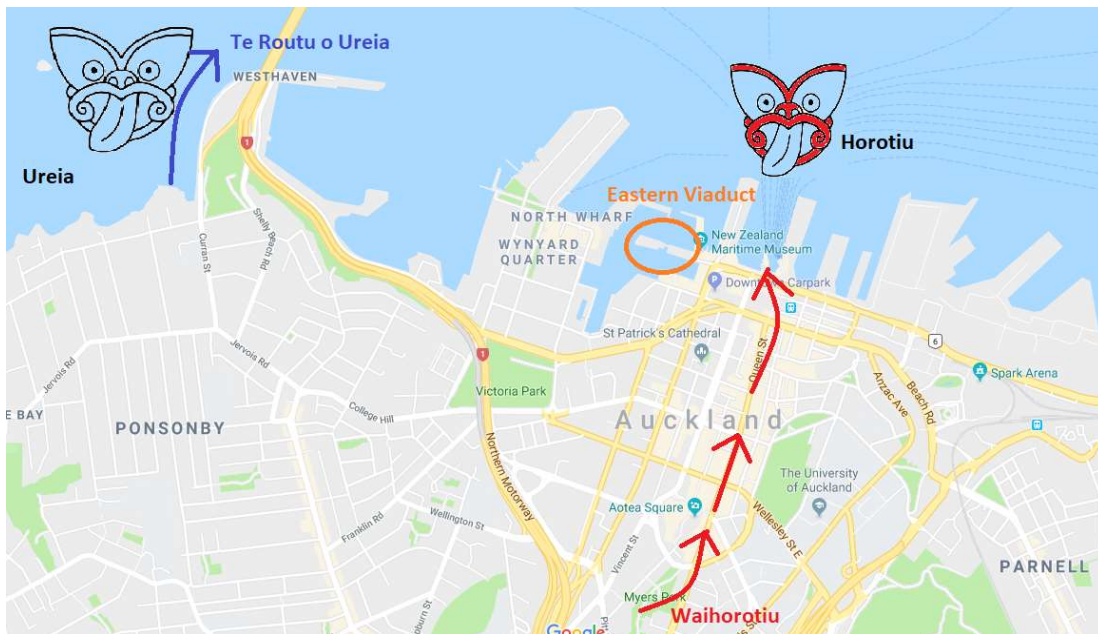 Te Routu o Ureia
WESTHAVEN
1
Ureia
Horotiu
Eastern Viaduct
NORTH WHARF
New Zealand
Maritime Museum
WYNYARD
QUARTER
Curran St
Shelly Beach Rd
Carpark
St Patrick's Cathedral
6
Jervois Rd
Jervois Rd
1
Queen St
Spark Arena
Victoria Park
Anzac Ave
Beach Rd
E BAY
College Hill
PONSONBY
Auckland
Northern Motorway
The University
of Auckland
Aotea Square
Franklin Rd
Wellington St
Wellesley St E
Vincent St
PARNELL
Myers Park
Waihorotiu
Google